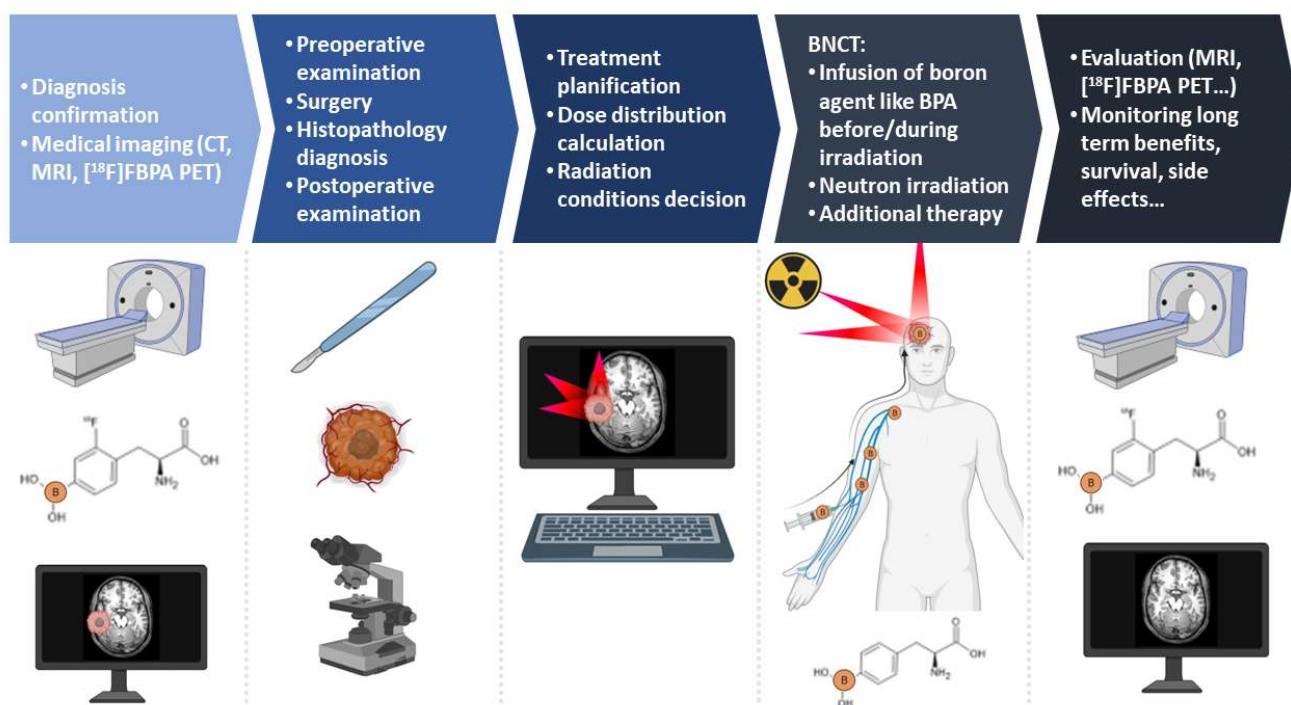 • Diagnosis
confirmation
• Medical imaging (CT,
MRI, [¹⁸F]FBPA PET)
• Preoperative
examination
• Surgery
• Histopathology
diagnosis
• Postoperative
examination
• Treatment
planification
• Dose distribution
calculation
• Radiation
conditions decision
BNCT:
• Infusion of boron
agent like BPA
before/during
irradiation
• Neutron irradiation
• Additional therapy
• Evaluation (MRI,
[¹⁸F]FBPA PET...)
• Monitoring long
term benefits,
survival, side
effects...
¹⁸F
O
OH
NH₂
HO
B
OH
B
B
B
B
B
O
OH
NH₂
HO
B
OH
¹⁸F
O
OH
NH₂
HO
B
OH